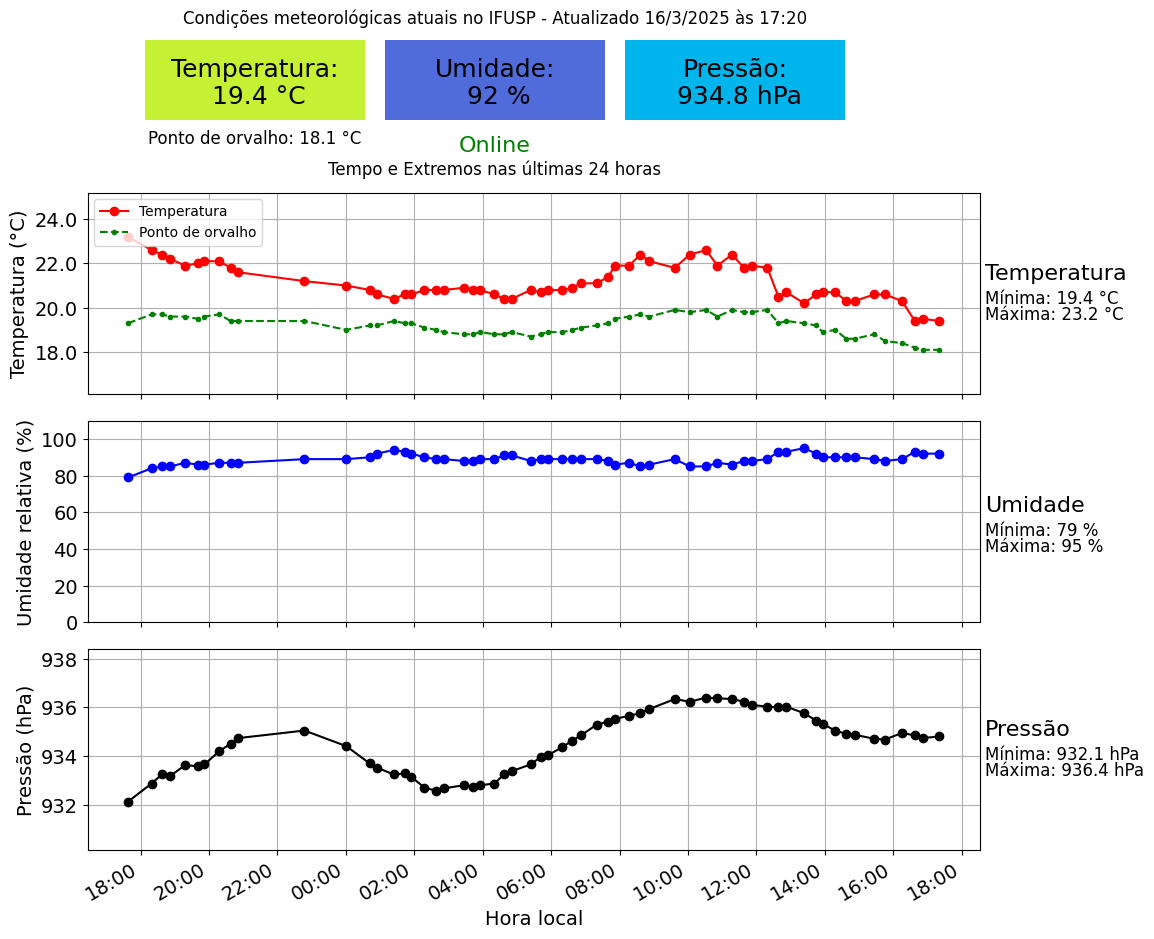 Condições meteorológicas atuais no IFUSP - Atualizado 16/3/2025 às 17:20
Temperatura:
19.4 °C
Umidade:
92 %
Pressão:
934.8 hPa
Ponto de orvalho: 18.1 °C
Online
Tempo e Extremos nas últimas 24 horas
Temperatura (°C)
24.0
22.0
20.0
18.0
Temperatura
Ponto de orvalho
Temperatura
Mínima: 19.4 °C
Máxima: 23.2 °C
Umidade relativa (%)
100
80
60
40
20
0
Umidade
Mínima: 79 %
Máxima: 95 %
Pressão (hPa)
938
936
934
932
Pressão
Mínima: 932.1 hPa
Máxima: 936.4 hPa
18:00 20:00 22:00 00:00 02:00 04:00 06:00 08:00 10:00 12:00 14:00 16:00 18:00
Hora local